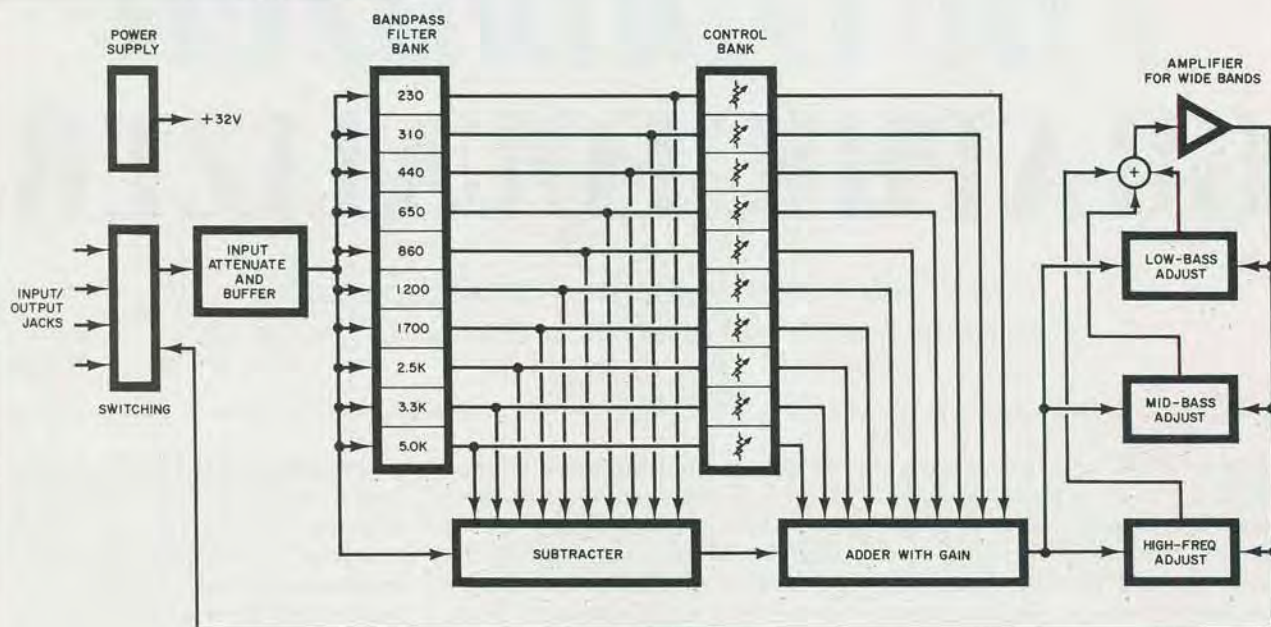 POWER
SUPPLY
+32V
INPUT/
OUTPUT
JACKS
SWITCHING
INPUT
ATTENUATE
AND
BUFFER
BANDPASS
FILTER
BANK
230
310
440
650
860
1200
1700
2.5K
3.3K
5.0K
CONTROL
BANK
SUBTRACTER
ADDER WITH GAIN
AMPLIFIER
FOR WIDE BANDS
+
LOW-BASS
ADJUST
MID-BASS
ADJUST
HIGH-FREQ
ADJUST